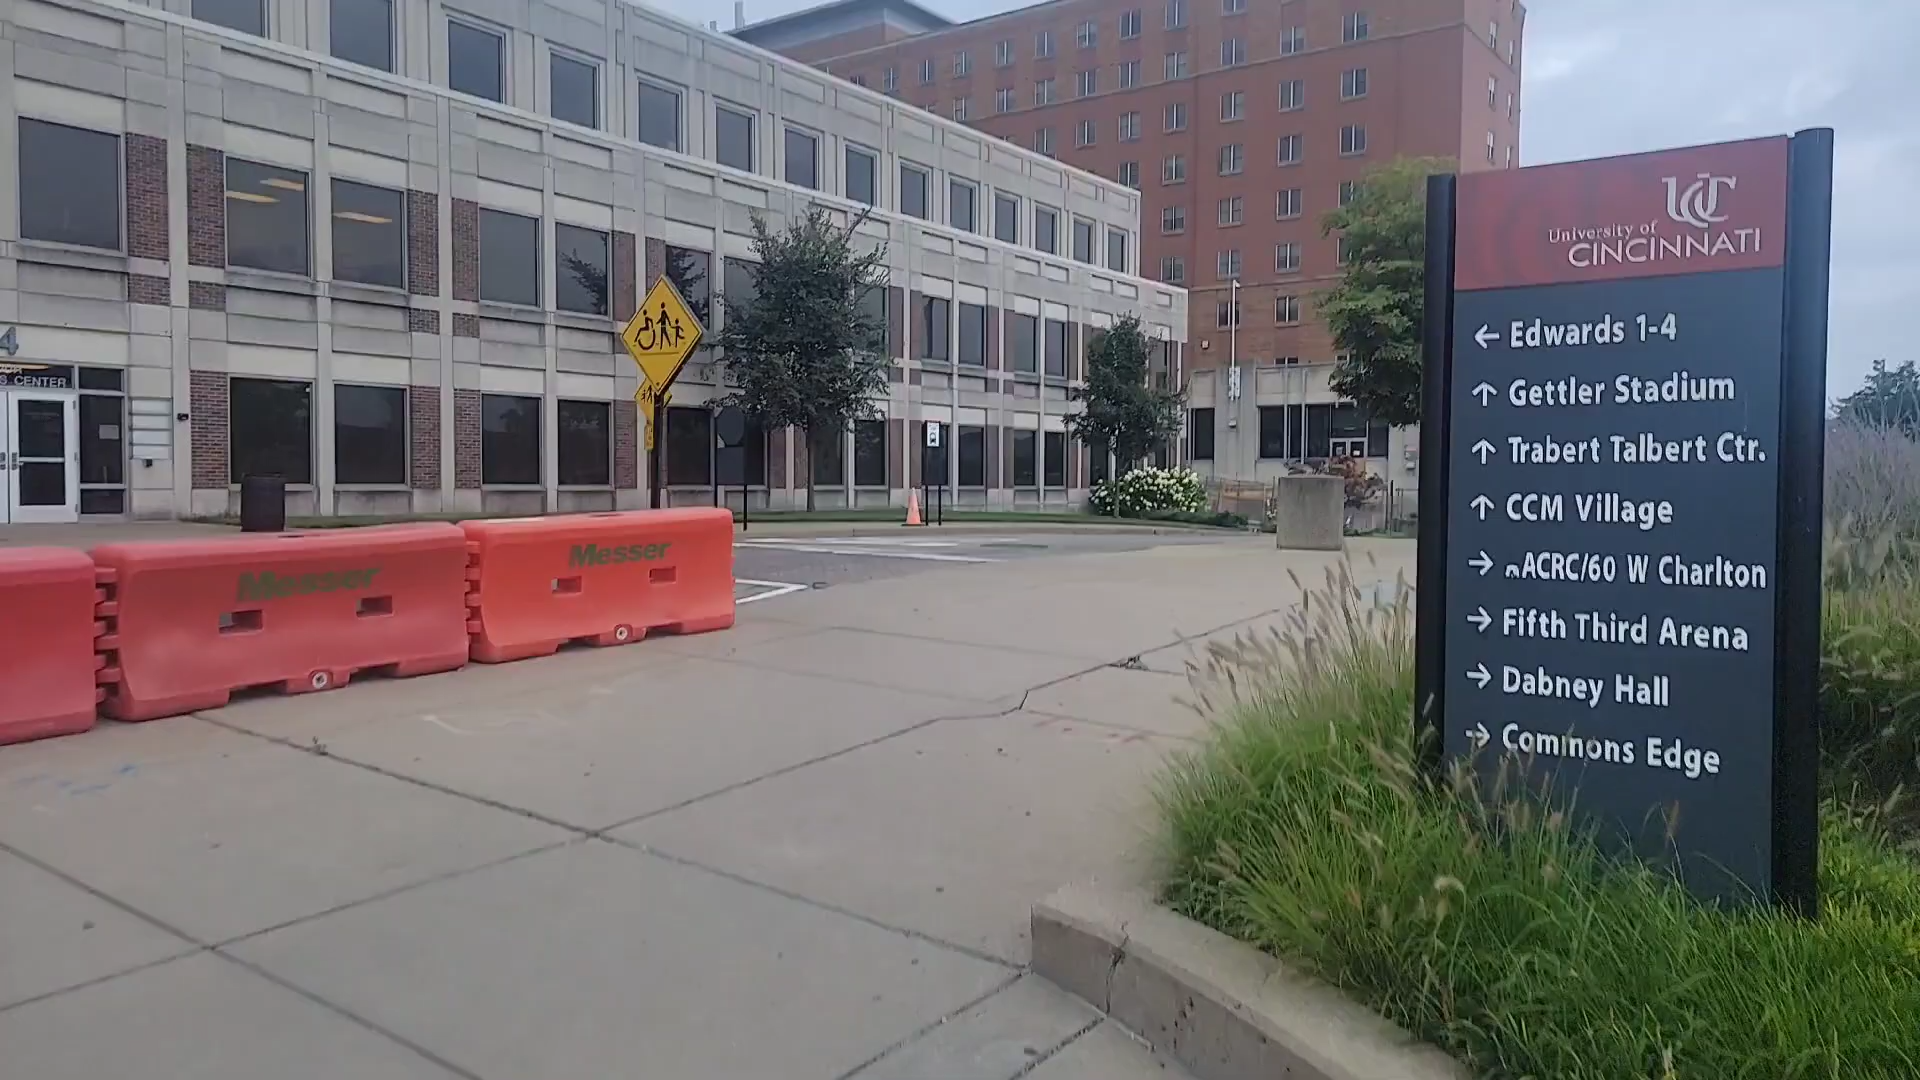 4
S CENTER
Messer
Messer
UC
University of
CINCINNATI
← Edwards 1-4
↑ Gettler Stadium
↑ Trabert Talbert Ctr.
↑ CCM Village
→ ACRC/60 W Charlton
→ Fifth Third Arena
→ Dabney Hall
→ Commons Edge